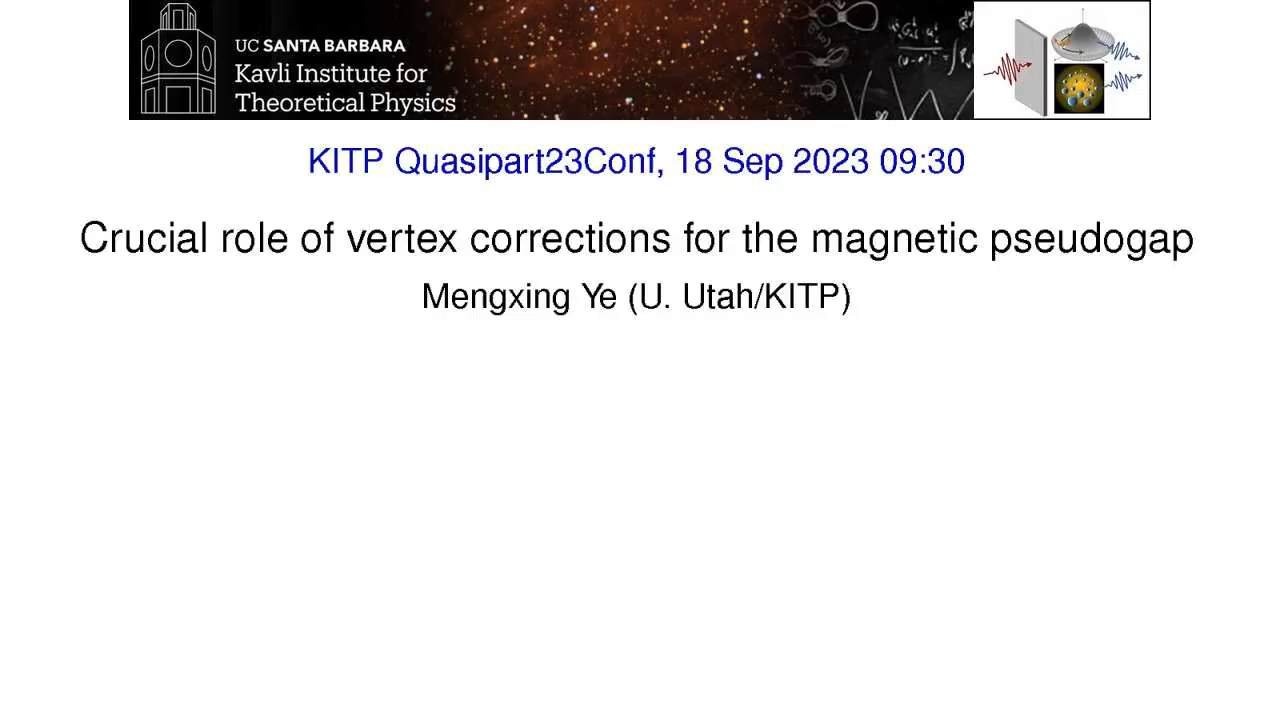 UC SANTA BARBARA
Kavli Institute for
Theoretical Physics
KITP Quasipart23Conf, 18 Sep 2023 09:30
Crucial role of vertex corrections for the magnetic pseudogap
Mengxing Ye (U. Utah/KITP)